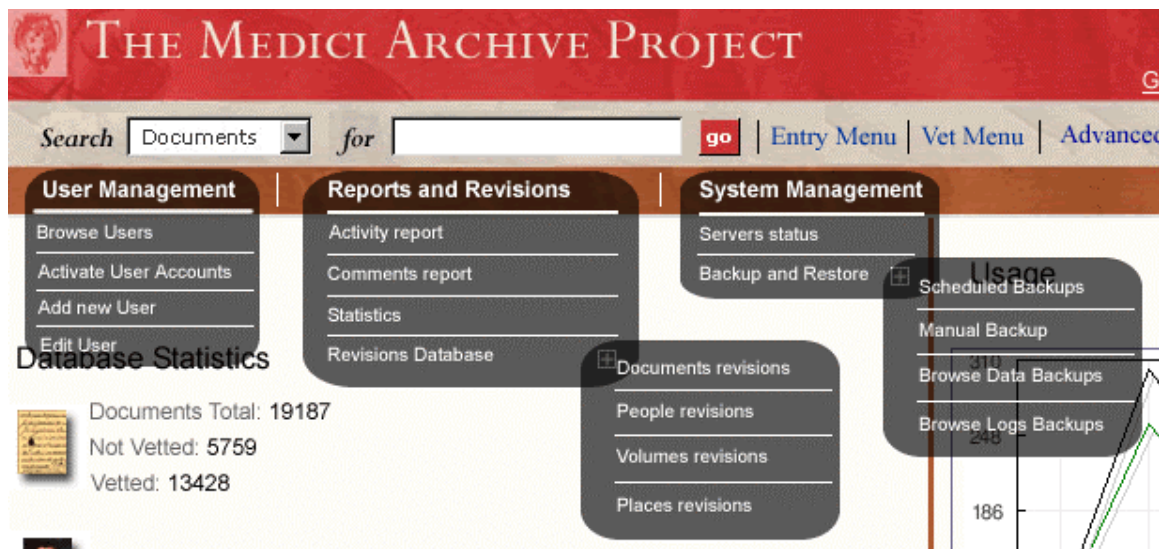 THE MEDICI ARCHIVE PROJECT
G
Search Documents for go Entry Menu Vet Menu Advanced
User Management
Browse Users
Activate User Accounts
Add new User
Edit User
Reports and Revisions
Activity report
Comments report
Statistics
Revisions Database
Documents revisions
People revisions
Volumes revisions
Places revisions
System Management
Servers status
Backup and Restore
Scheduled Backups
Manual Backup
Browse Data Backups
Browse Logs Backups
Database Statistics
Documents Total: 19187
Not Vetted: 5759
Vetted: 13428
Usage
310
248
186